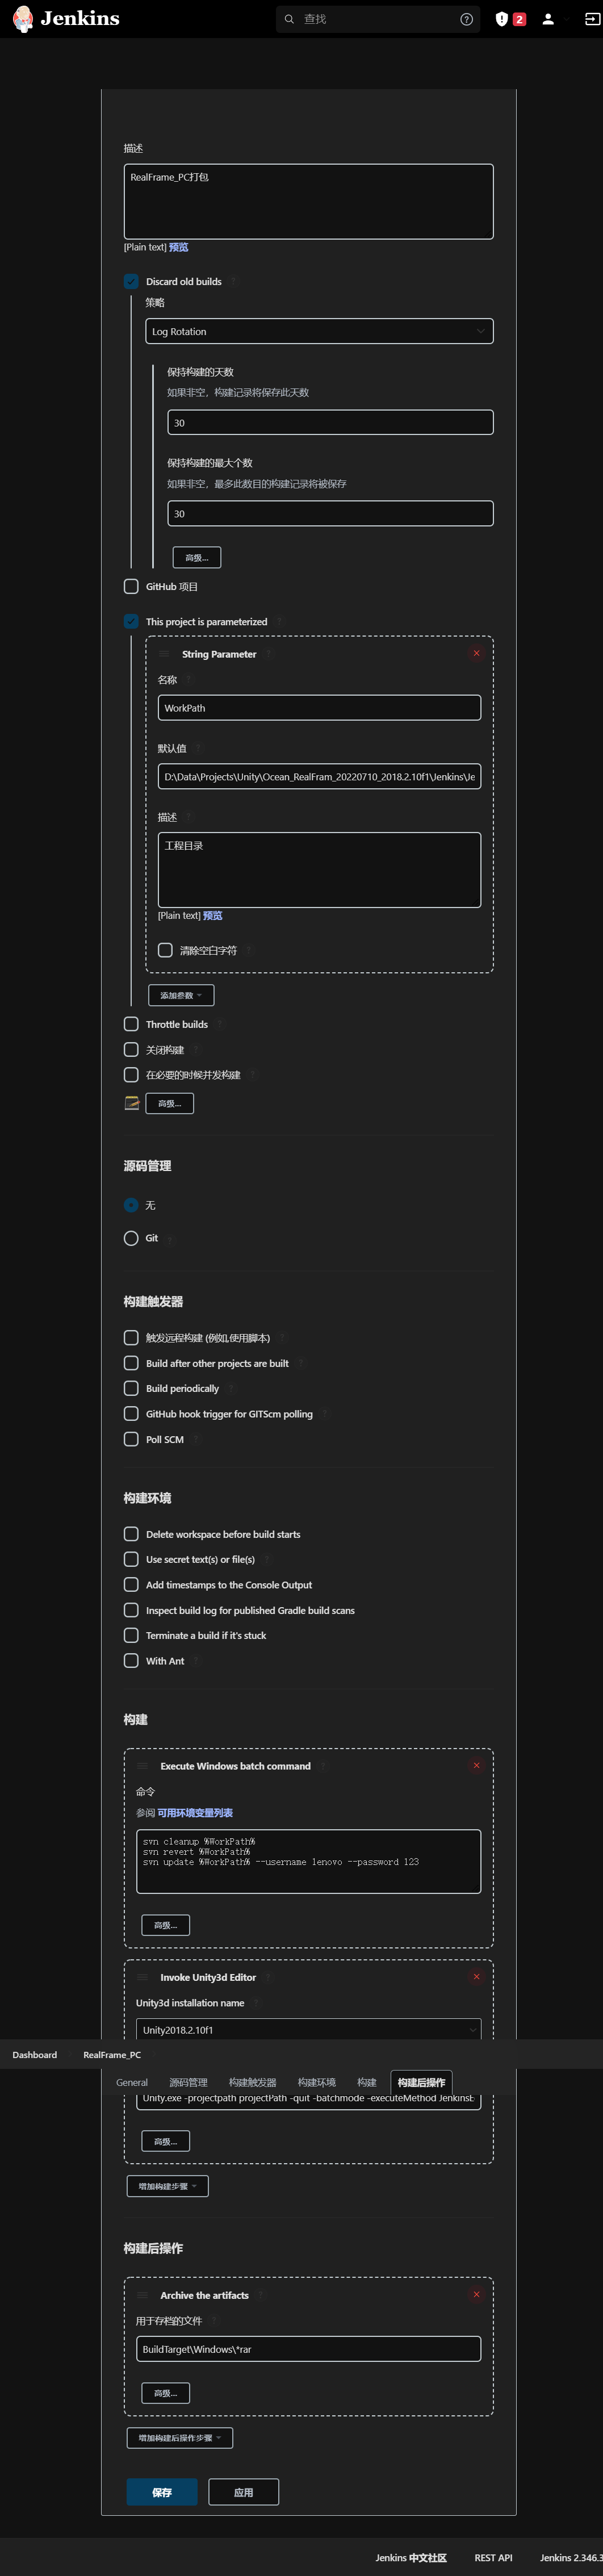 Jenkins
查找
2
描述
RealFrame_PC打包
[Plain text] 预览
Discard old builds
策略
Log Rotation
保持构建的天数
如果非空，构建记录将保存此天数
30
保持构建的最大个数
如果非空，最多此数目的构建记录将被保存
30
高级...
GitHub 项目
This project is parameterized
String Parameter
名称
WorkPath
默认值
D:\Data\Projects\Unity\Ocean_RealFram_20220710_2018.2.10f1\Jenkins\Je
描述
工程目录
[Plain text] 预览
清除空白字符
添加参数
Throttle builds
关闭构建
在必要的时候并发构建
高级...
源码管理
无
Git
构建触发器
触发远程构建 (例如,使用脚本)
Build after other projects are built
Build periodically
GitHub hook trigger for GITScm polling
Poll SCM
构建环境
Delete workspace before build starts
Use secret text(s) or file(s)
Add timestamps to the Console Output
Inspect build log for published Gradle build scans
Terminate a build if it's stuck
With Ant
构建
Execute Windows batch command
命令
参阅 可用环境变量列表
svn cleanup %WorkPath%
svn revert %WorkPath%
svn update %WorkPath% --username lenovo --password 123
高级...
Invoke Unity3d Editor
Unity3d installation name
Unity2018.2.10f1
Dashboard
RealFrame_PC
General 源码管理 构建触发器 构建环境 构建 构建后操作
Unity.exe -projectpath projectPath -quit -batchmode -executeMethod JenkinsE
高级...
增加构建步骤
构建后操作
Archive the artifacts
用于存档的文件
BuildTarget\Windows\*rar
高级...
增加构建后操作步骤
保存 应用
Jenkins 中文社区 REST API Jenkins 2.346.3